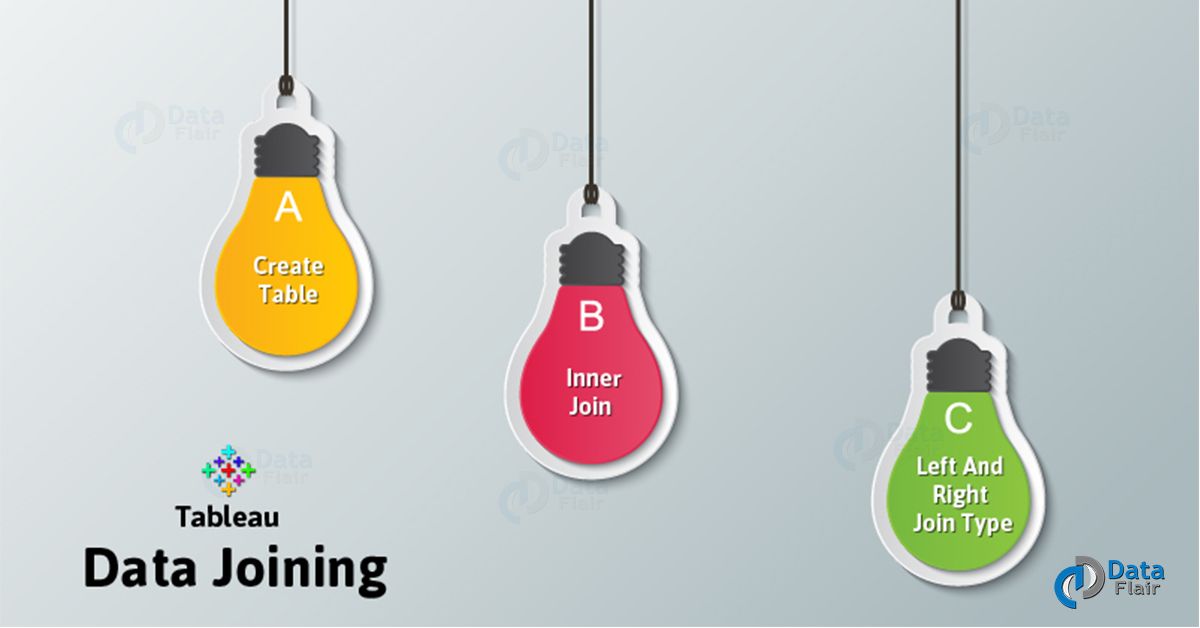 A
Create
Table
B
Inner
Join
C
Left And
Right
Join Type
Tableau
Data Joining
Data
Flair
Data
Flair
Data
Flair
Data
Flair
Data
Flair
Data
Flair
Data
Flair